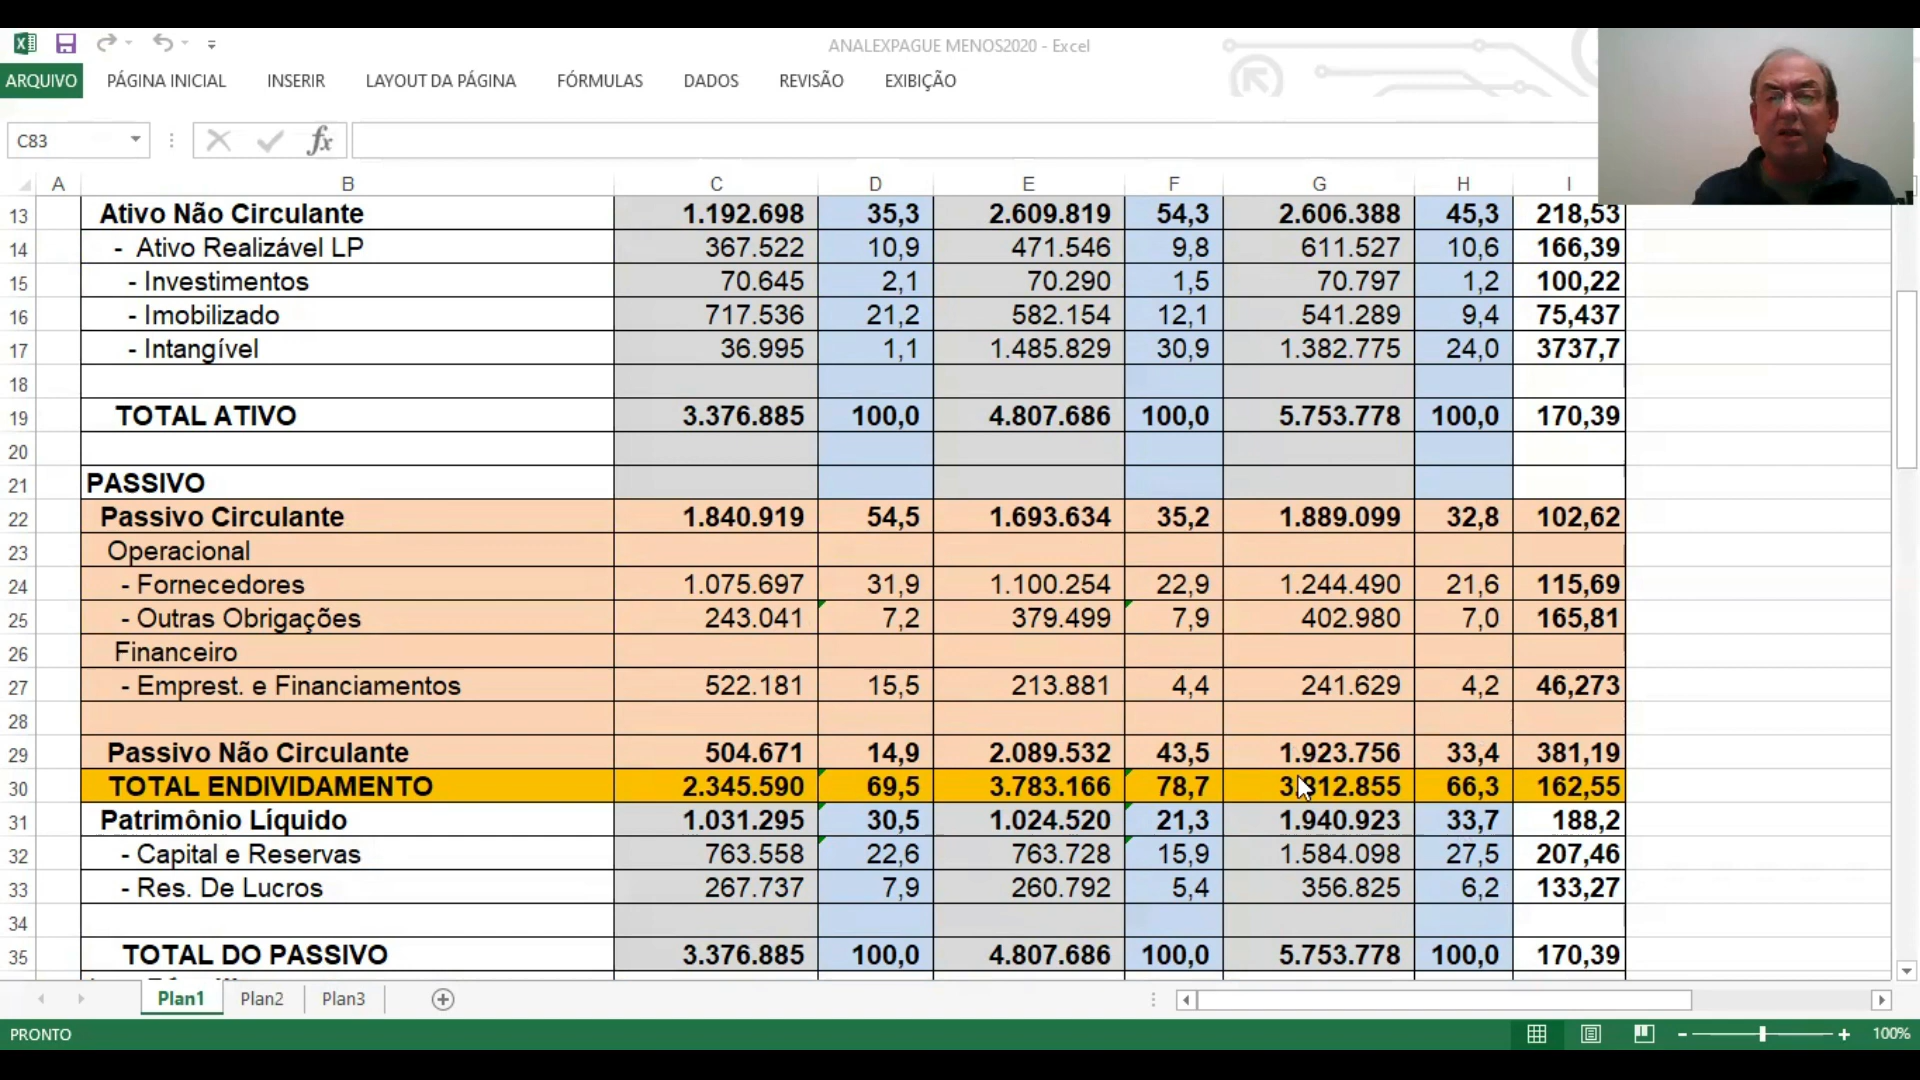 ANALEXPAGUE MENOS2020 - Excel
ARQUIVO PÁGINA INICIAL INSERIR LAYOUT DA PÁGINA FÓRMULAS DADOS REVISÃO EXIBIÇÃO
C83 fx
A B C D E F G H I
13 Ativo Não Circulante 1.192.698 35,3 2.609.819 54,3 2.606.388 45,3 218,53
14 - Ativo Realizável LP 367.522 10,9 471.546 9,8 611.527 10,6 166,39
15 - Investimentos 70.645 2,1 70.290 1,5 70.797 1,2 100,22
16 - Imobilizado 717.536 21,2 582.154 12,1 541.289 9,4 75,437
17 - Intangível 36.995 1,1 1.485.829 30,9 1.382.775 24,0 3737,7
18
19 TOTAL ATIVO 3.376.885 100,0 4.807.686 100,0 5.753.778 100,0 170,39
20
21 PASSIVO
22 Passivo Circulante 1.840.919 54,5 1.693.634 35,2 1.889.099 32,8 102,62
23 Operacional
24 - Fornecedores 1.075.697 31,9 1.100.254 22,9 1.244.490 21,6 115,69
25 - Outras Obrigações 243.041 7,2 379.499 7,9 402.980 7,0 165,81
26 Financeiro
27 - Emprest. e Financiamentos 522.181 15,5 213.881 4,4 241.629 4,2 46,273
28
29 Passivo Não Circulante 504.671 14,9 2.089.532 43,5 1.923.756 33,4 381,19
30 TOTAL ENDIVIDAMENTO 2.345.590 69,5 3.783.166 78,7 3.812.855 66,3 162,55
31 Patrimônio Líquido 1.031.295 30,5 1.024.520 21,3 1.940.923 33,7 188,2
32 - Capital e Reservas 763.558 22,6 763.728 15,9 1.584.098 27,5 207,46
33 - Res. De Lucros 267.737 7,9 260.792 5,4 356.825 6,2 133,27
34
35 TOTAL DO PASSIVO 3.376.885 100,0 4.807.686 100,0 5.753.778 100,0 170,39
Plan1 Plan2 Plan3
PRONTO 100%